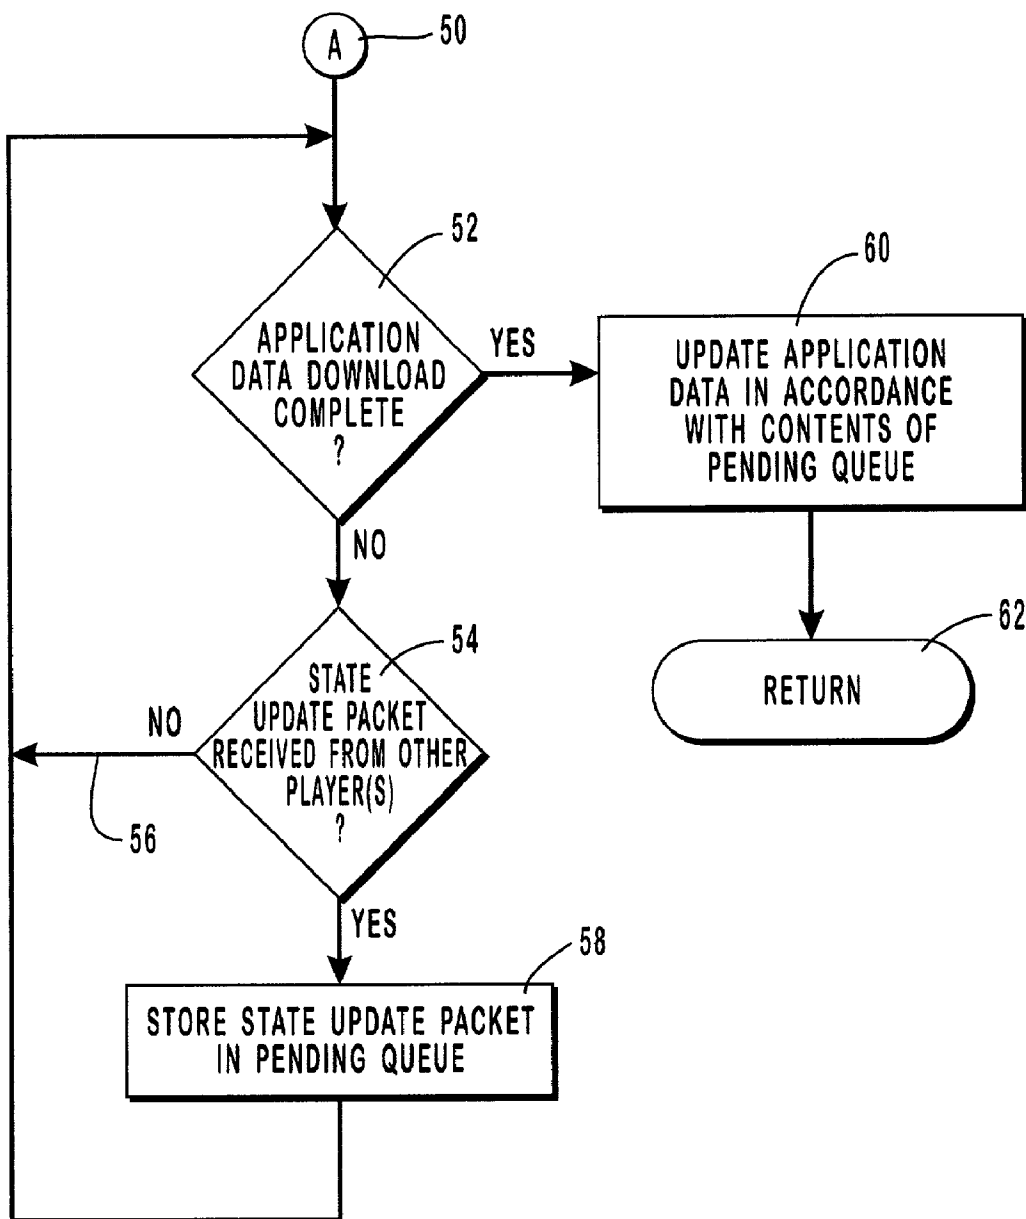 A
50
52
APPLICATION
DATA DOWNLOAD
COMPLETE
?
YES
60
UPDATE APPLICATION
DATA IN ACCORDANCE
WITH CONTENTS OF
PENDING QUEUE
NO
62
RETURN
54
STATE
UPDATE PACKET
RECEIVED FROM OTHER
PLAYER(S)
?
NO
56
YES
58
STORE STATE UPDATE PACKET
IN PENDING QUEUE